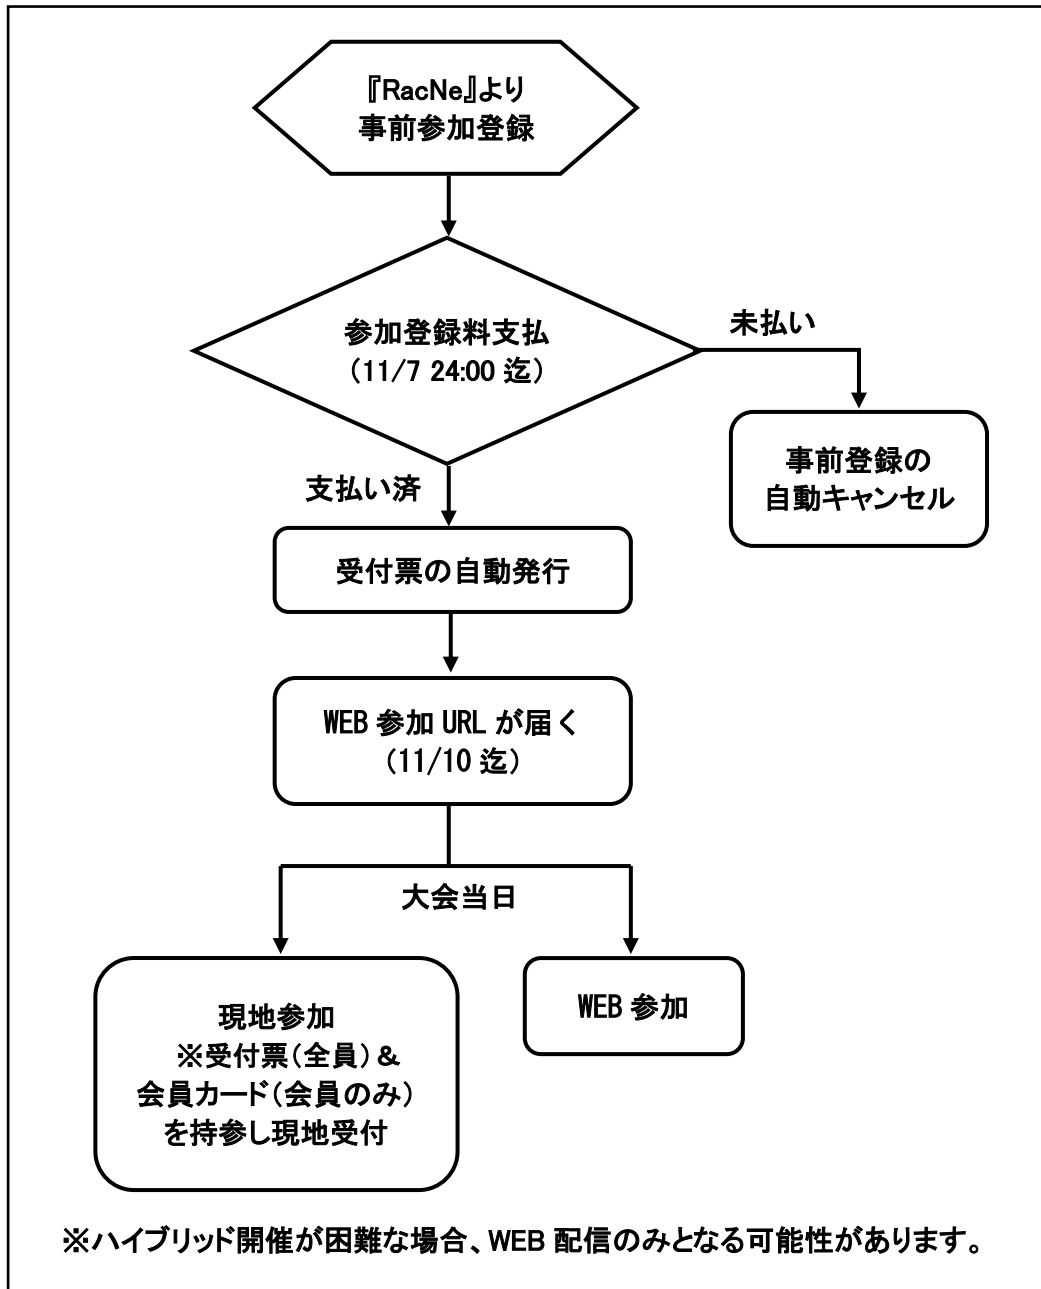 『RacNe』より
事前参加登録
参加登録料支払
（11/7 24:00 迄）
未払い
事前登録の
自動キャンセル
支払い済
受付票の自動発行
WEB 参加 URL が届く
（11/10 迄）
大会当日
現地参加
※受付票（全員）＆
会員カード（会員のみ）
を持参し現地受付
WEB 参加
※ハイブリッド開催が困難な場合、WEB 配信のみとなる可能性があります。